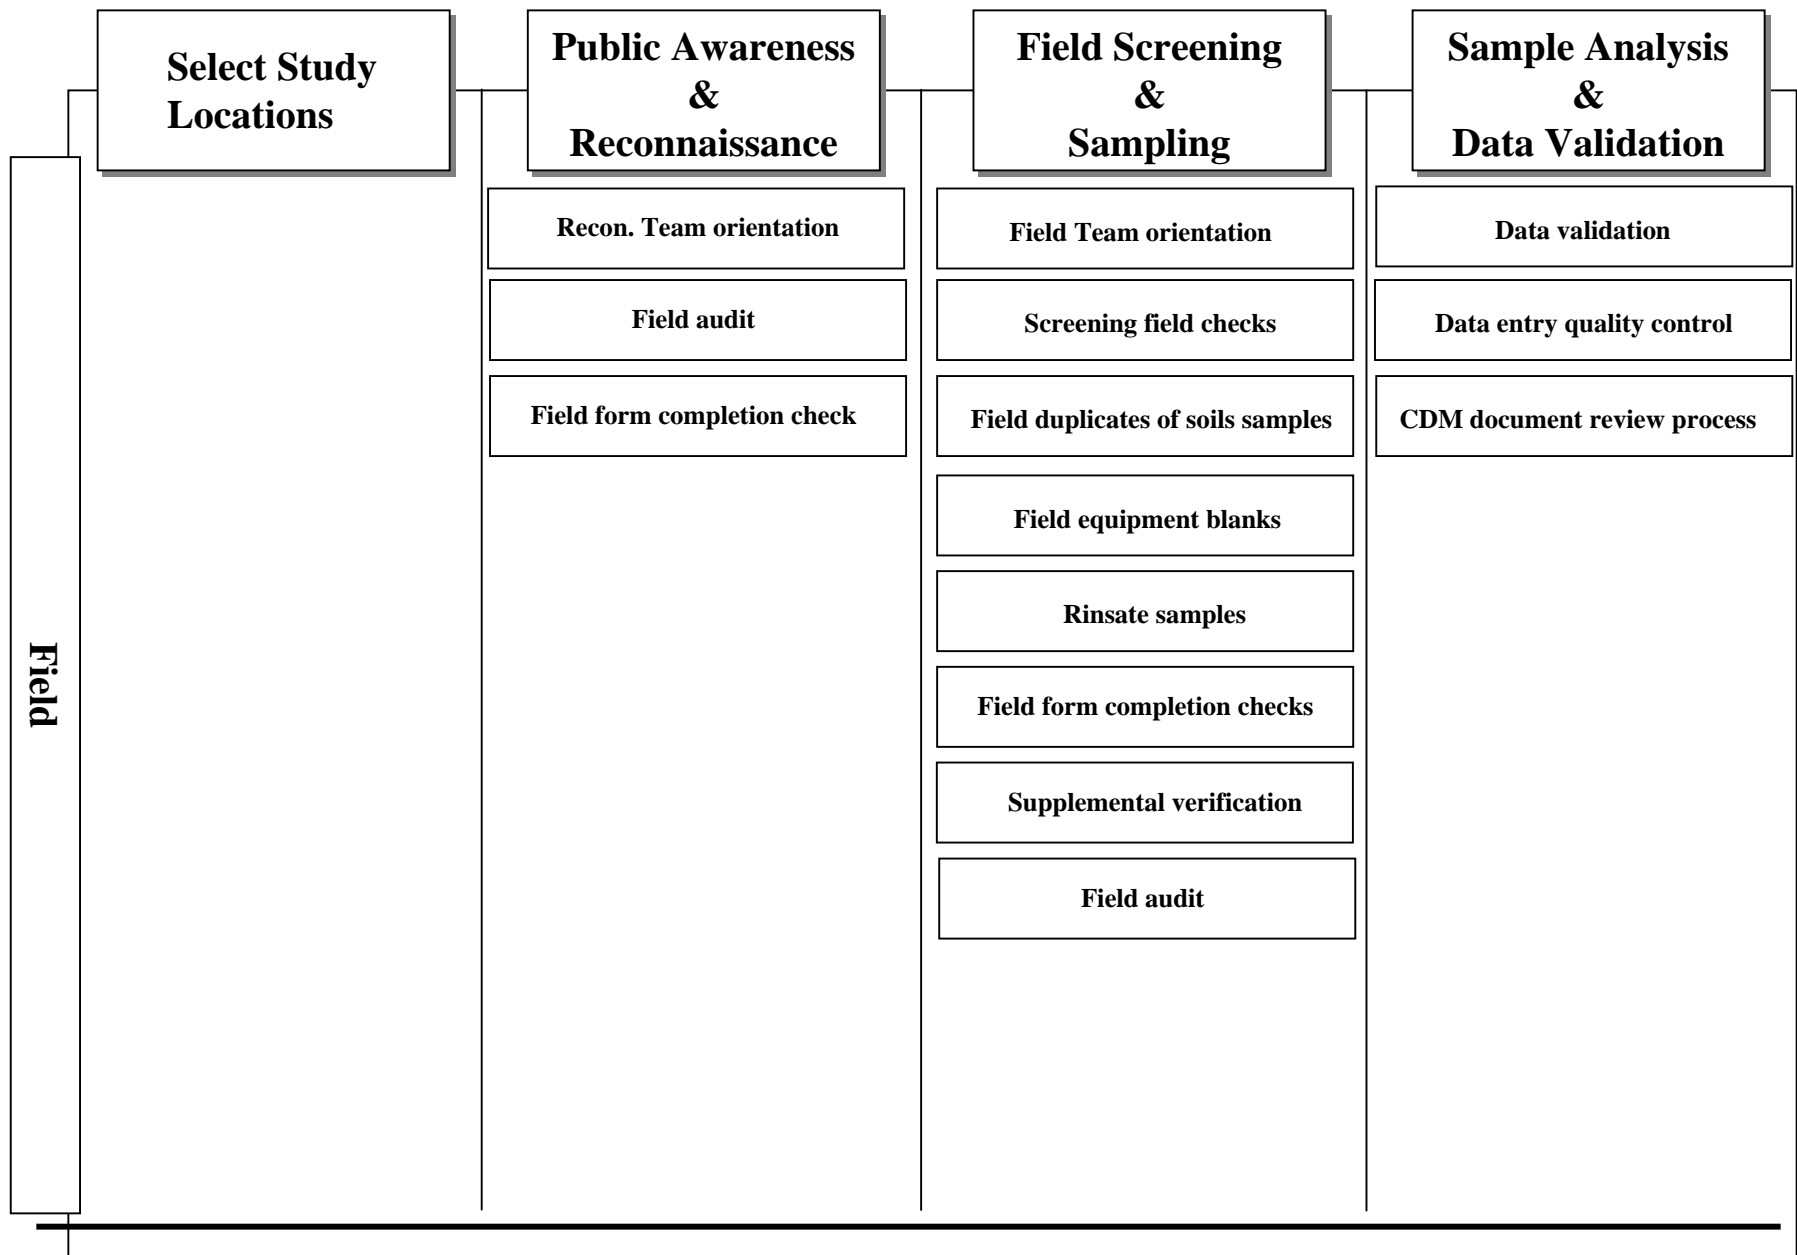 Select Study
Locations
Public Awareness
&
Reconnaissance
Field Screening
&
Sampling
Sample Analysis
&
Data Validation
Field
Recon. Team orientation
Field audit
Field form completion check
Field Team orientation
Screening field checks
Field duplicates of soils samples
Field equipment blanks
Rinsate samples
Field form completion checks
Supplemental verification
Field audit
Data validation
Data entry quality control
CDM document review process